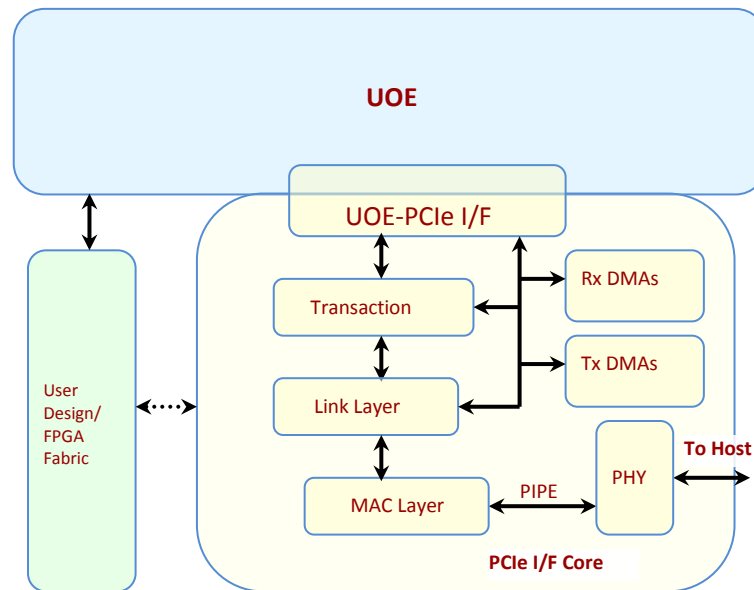 UOE
UOE-PCIe I/F
Rx DMAs
Transaction
Tx DMAs
User
Design/
FPGA
Fabric
Link Layer
To Host
PHY
PIPE
MAC Layer
PCIe I/F Core